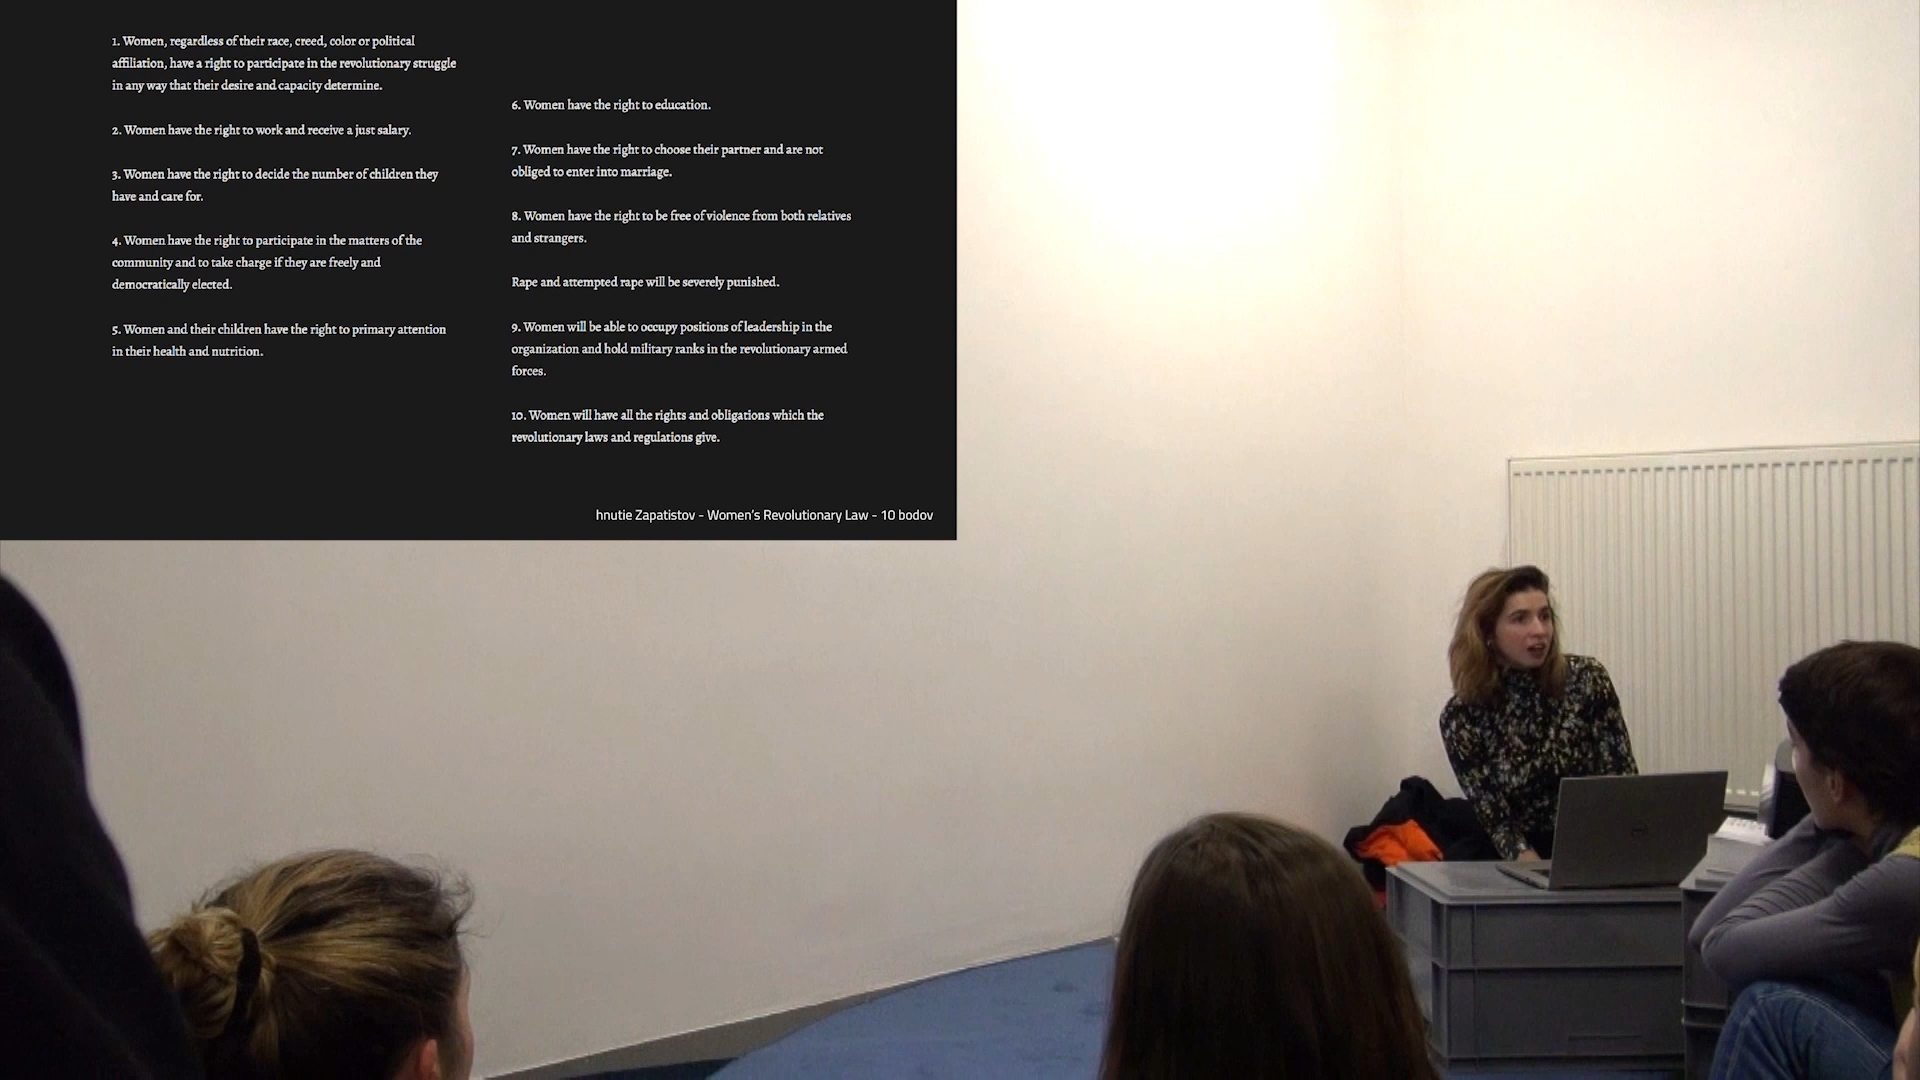 1. Women, regardless of their race, creed, color or political
affiliation, have a right to participate in the revolutionary struggle
in any way that their desire and capacity determine.
2. Women have the right to work and receive a just salary.
3. Women have the right to decide the number of children they
have and care for.
4. Women have the right to participate in the matters of the
community and to take charge if they are freely and
democratically elected.
5. Women and their children have the right to primary attention
in their health and nutrition.
6. Women have the right to education.
7. Women have the right to choose their partner and are not
obliged to enter into marriage.
8. Women have the right to be free of violence from both relatives
and strangers.
Rape and attempted rape will be severely punished.
9. Women will be able to occupy positions of leadership in the
organization and hold military ranks in the revolutionary armed
forces.
10. Women will have all the rights and obligations which the
revolutionary laws and regulations give.
hnutie Zapatistov - Women's Revolutionary Law - 10 bodov